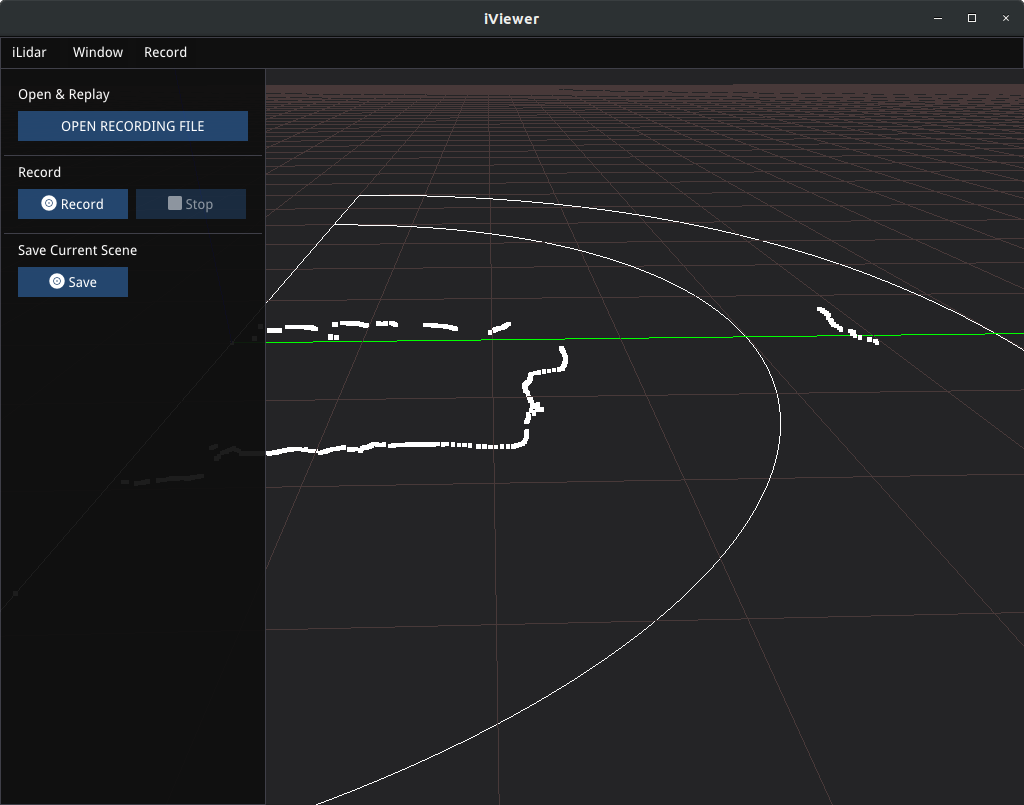 iViewer
iLidar Window Record
Open & Replay
OPEN RECORDING FILE
Record
Record Stop
Save Current Scene
Save